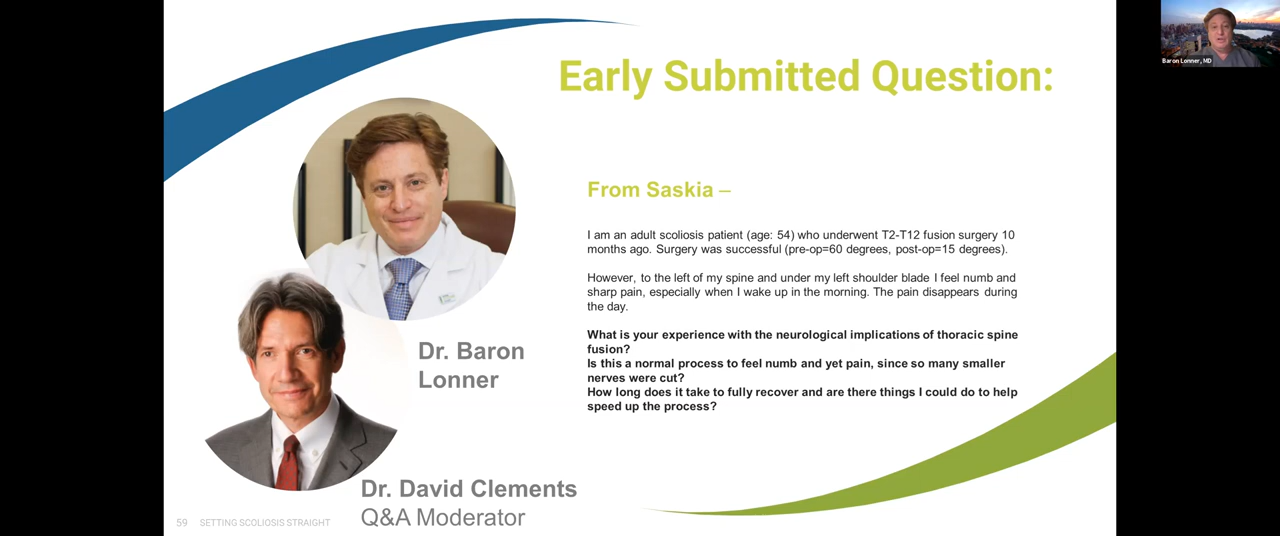 Early Submitted Question:
Baron Lonner, MD
From Saskia –
I am an adult scoliosis patient (age: 54) who underwent T2-T12 fusion surgery 10
months ago. Surgery was successful (pre-op=60 degrees, post-op=15 degrees).
However, to the left of my spine and under my left shoulder blade I feel numb and
sharp pain, especially when I wake up in the morning. The pain disappears during
the day.
What is your experience with the neurological implications of thoracic spine
fusion?
Is this a normal process to feel numb and yet pain, since so many smaller
nerves were cut?
How long does it take to fully recover and are there things I could do to help
speed up the process?
Dr. Baron
Lonner
Dr. David Clements
Q&A Moderator
59 SETTING SCOLIOSIS STRAIGHT